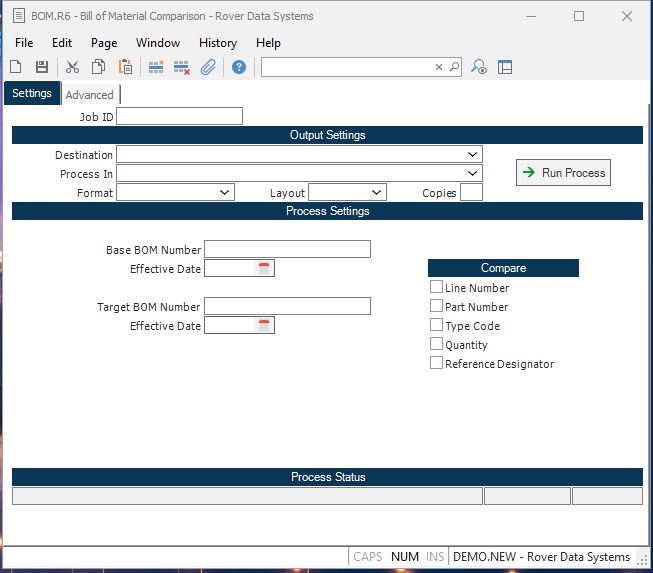 BOM.R6 - Bill of Material Comparison - Rover Data Systems
File Edit Page Window History Help
Settings Advanced
Job ID
Output Settings
Destination
Process In
Run Process
Format Layout Copies
Process Settings
Base BOM Number
Effective Date
Compare
Line Number
Target BOM Number
Part Number
Effective Date
Type Code
Quantity
Reference Designator
Process Status
CAPS NUM INS DEMO.NEW - Rover Data Systems